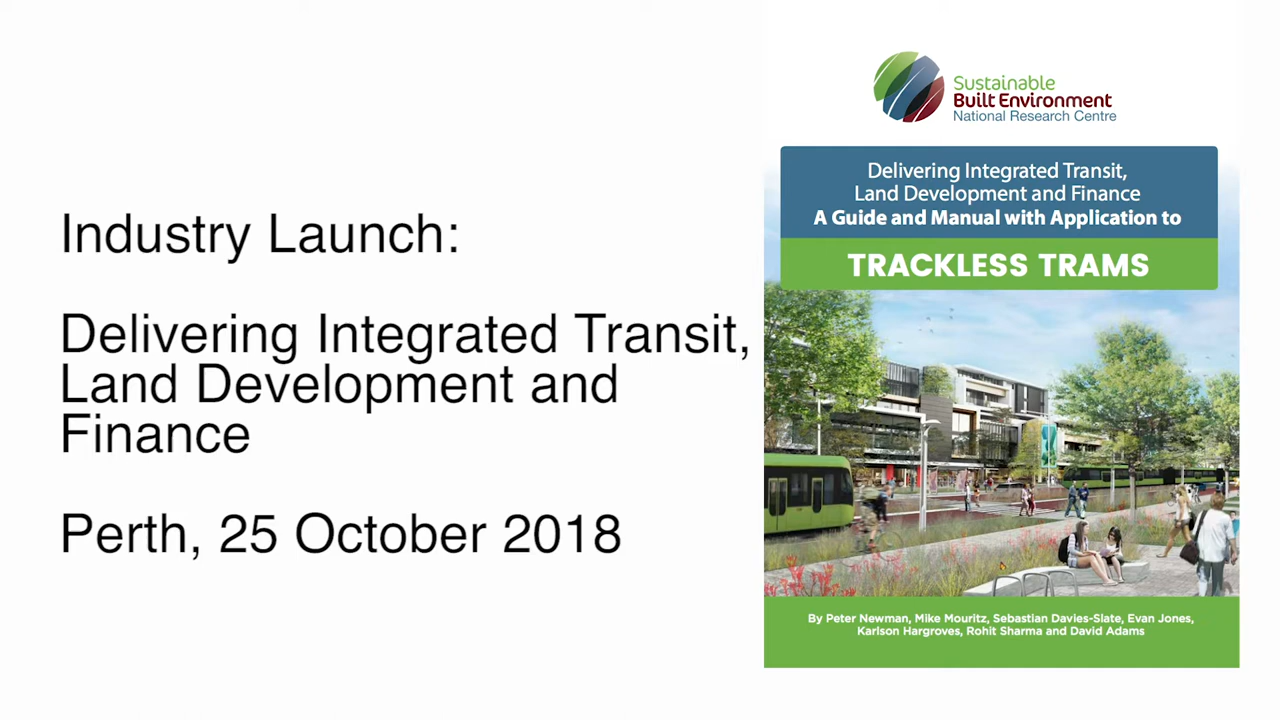 Industry Launch:
Delivering Integrated Transit,
Land Development and
Finance
Perth, 25 October 2018
Sustainable
Built Environment
National Research Centre
Delivering Integrated Transit,
Land Development and Finance
A Guide and Manual with Application to
TRACKLESS TRAMS
By Peter Newman, Mike Mouritz, Sebastian Davies-Slate, Evan Jones,
Karlson Hargroves, Rohit Sharma and David Adams